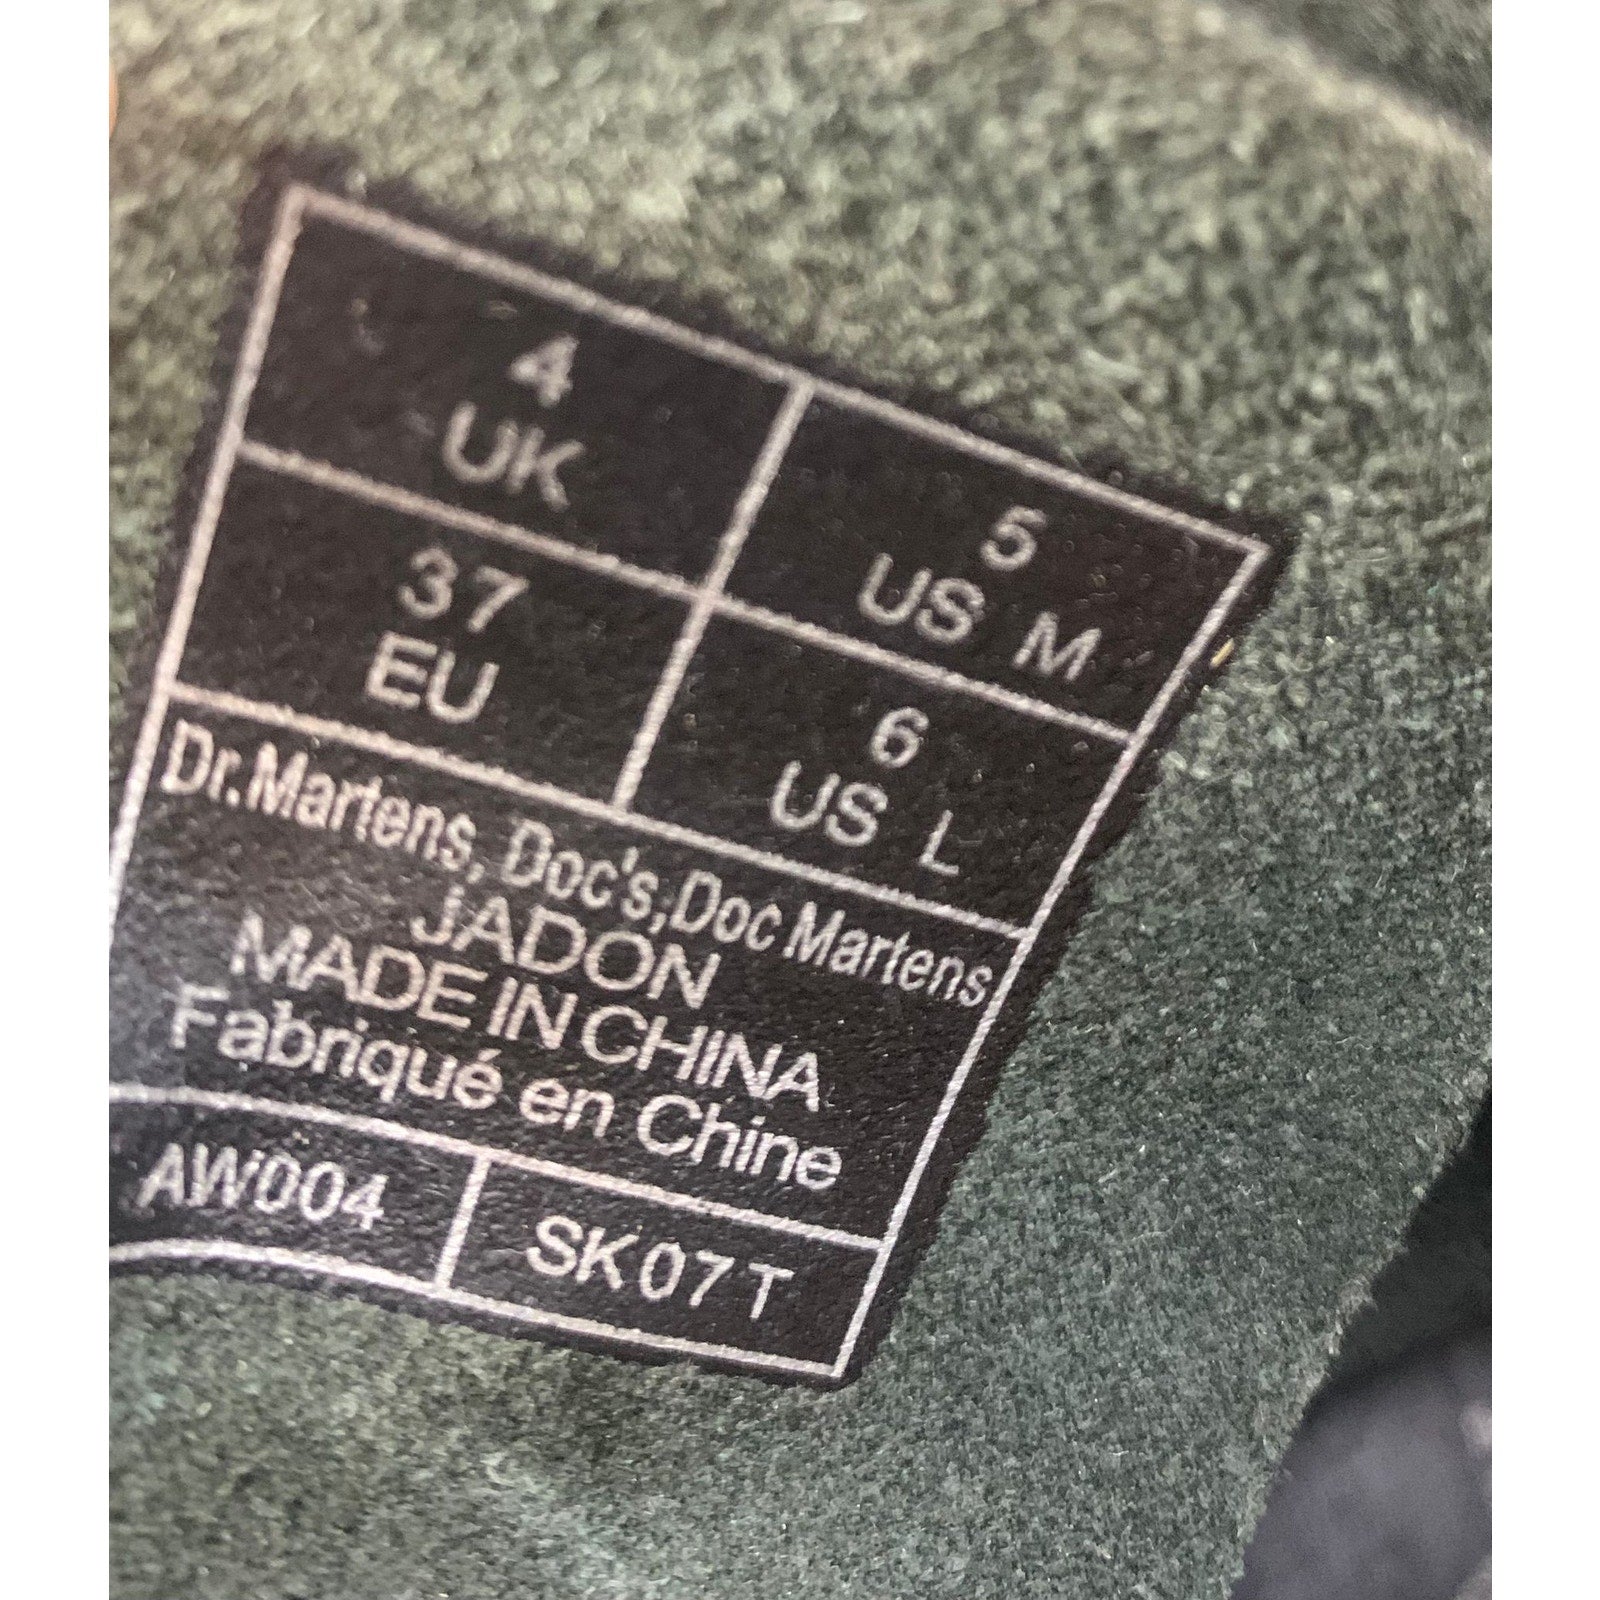 4
UK
5
US M
37
EU
6
US L
Dr.Martens, Doc's,Doc Martens
JADON
MADE IN CHINA
Fabriqué en Chine
AW004
SK07T